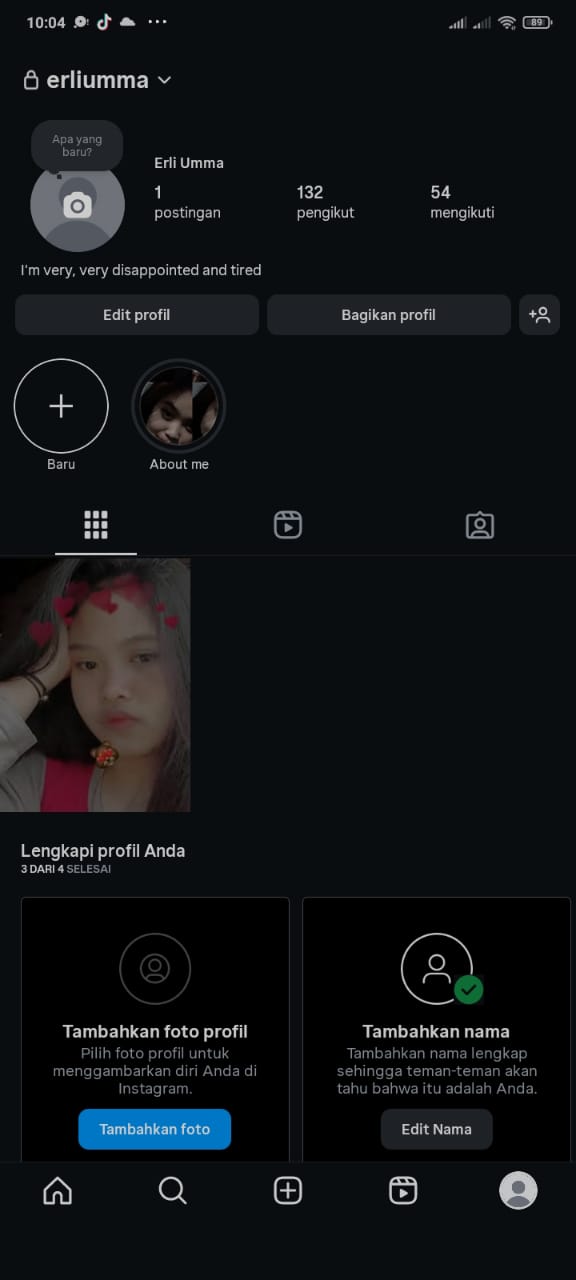 10:04
89
erliumma
Apa yang
baru?
Erli Umma
1
postingan
132
pengikut
54
mengikuti
I'm very, very disappointed and tired
Edit profil
Bagikan profil
Baru
About me
Lengkapi profil Anda
3 DARI 4 SELESAI
Tambahkan foto profil
Pilih foto profil untuk
menggambarkan diri Anda di
Instagram.
Tambahkan foto
Tambahkan nama
Tambahkan nama lengkap
sehingga teman-teman akan
tahu bahwa itu adalah Anda.
Edit Nama